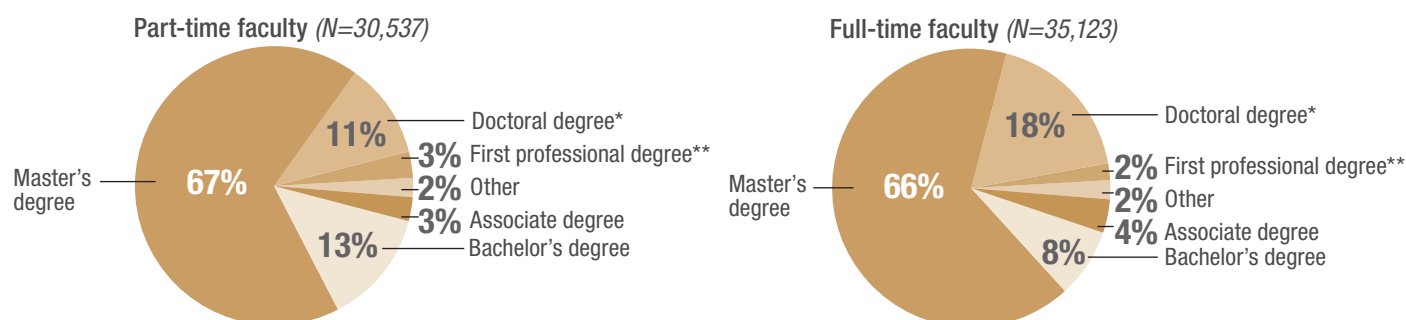 Part-time faculty (N=30,537)
11%
Doctoral degree*
3% First professional degree**
Master's
degree
67%
2% Other
3% Associate degree
13%
Bachelor's degree
Full-time faculty (N=35,123)
18%
Doctoral degree*
2% First professional degree**
Master's
degree
66%
2% Other
4% Associate degree
8%
Bachelor's degree